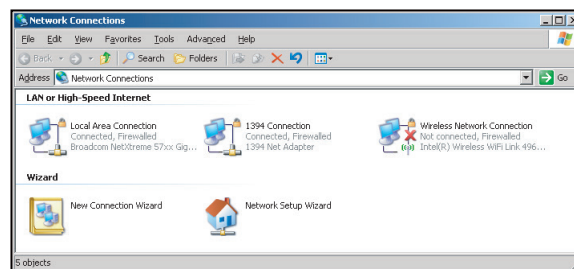 Network Connections
File Edit View Favorites Tools Advanced Help
Back Search Folders
Address Network Connections Go
LAN or High-Speed Internet
Local Area Connection
Connected, Firewalled
Broadcom NetXtreme 57xx Gig...
1394 Connection
Connected, Firewalled
1394 Net Adapter
Wireless Network Connection
Not connected, Firewalled
Intel(R) Wireless WiFi Link 496...
Wizard
New Connection Wizard
Network Setup Wizard
5 objects